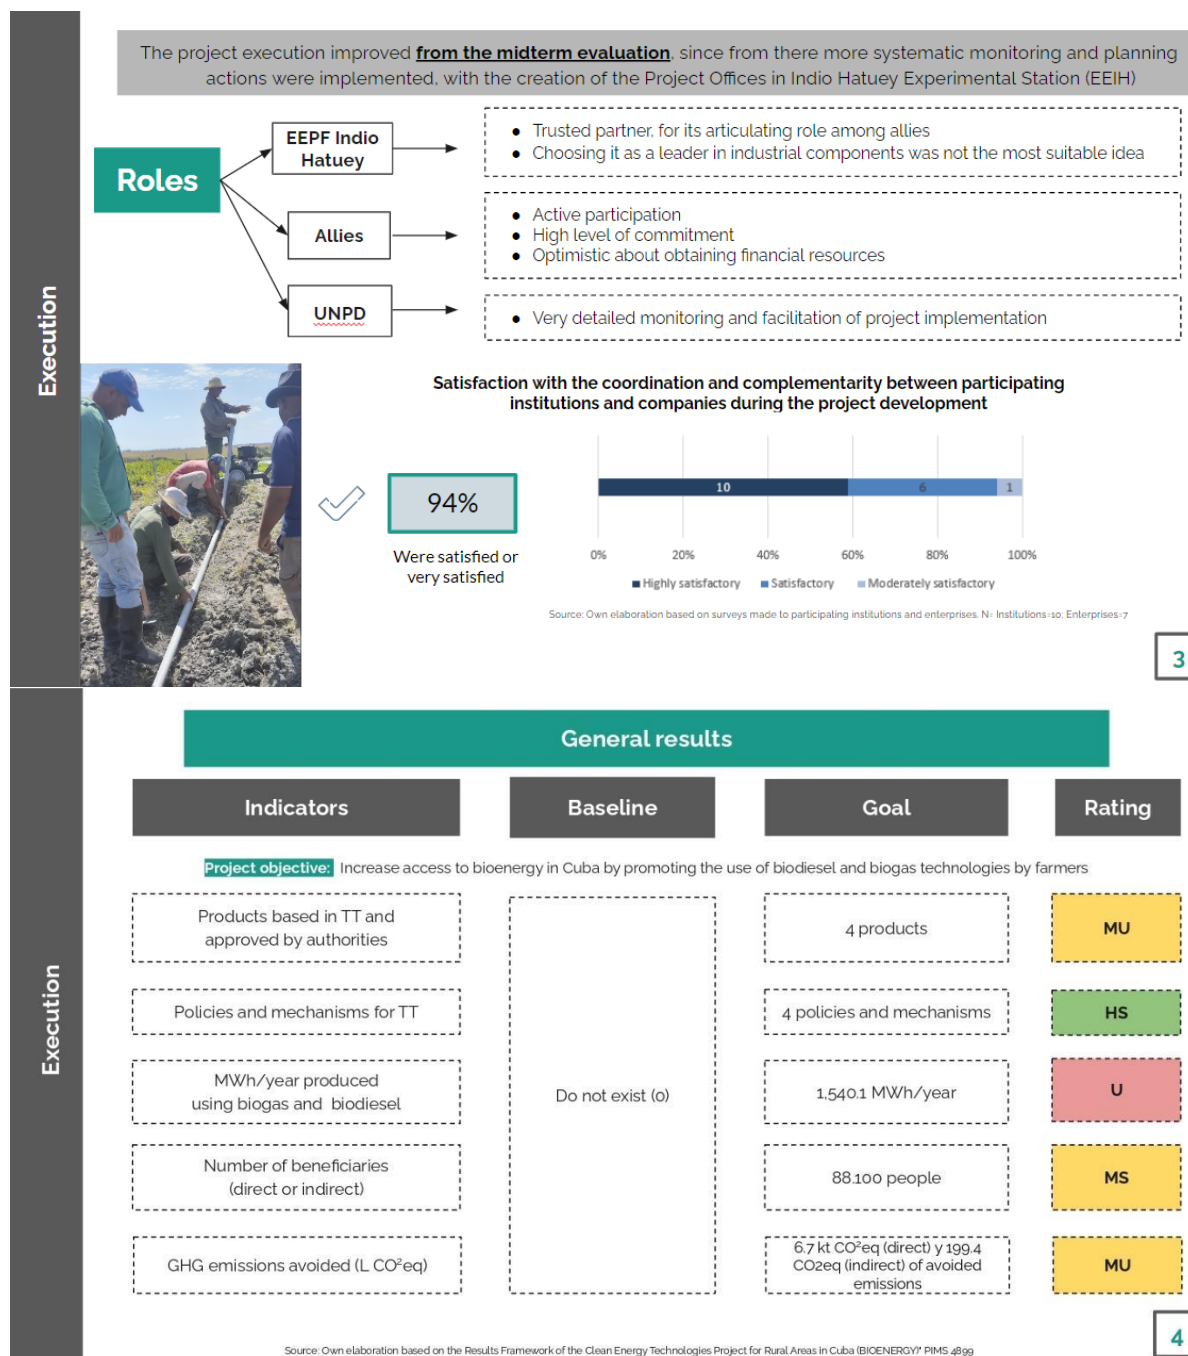 The project execution improved from the midterm evaluation, since from there more systematic monitoring and planning
actions were implemented, with the creation of the Project Offices in Indio Hatuey Experimental Station (EEIH)
Execution
Roles
EEPF Indio
Hatuey
● Trusted partner, for its articulating role among allies
● Choosing it as a leader in industrial components was not the most suitable idea
Allies
● Active participation
● High level of commitment
● Optimistic about obtaining financial resources
UNPD
● Very detailed monitoring and facilitation of project implementation
Satisfaction with the coordination and complementarity between participating
institutions and companies during the project development
94%
Were satisfied or
very satisfied
10 6 1
0% 20% 40% 60% 80% 100%
Highly satisfactory Satisfactory Moderately satisfactory
Source: Own elaboration based on surveys made to participating institutions and enterprises. N= Institutions=10; Enterprises=7
3
Execution
General results
Indicators Baseline Goal Rating
Project objective: Increase access to bioenergy in Cuba by promoting the use of biodiesel and biogas technologies by farmers
Products based in TT and
approved by authorities
4 products
MU
Policies and mechanisms for TT
4 policies and mechanisms
HS
MWh/year produced
using biogas and biodiesel
Do not exist (0)
1,540.1 MWh/year
U
Number of beneficiaries
(direct or indirect)
88.100 people
MS
GHG emissions avoided (L CO²eq)
6.7 kt CO²eq (direct) y 199.4
CO2eq (indirect) of avoided
emissions
MU
Source: Own elaboration based on the Results Framework of the Clean Energy Technologies Project for Rural Areas in Cuba (BIOENERGY)" PIMS 4899
4